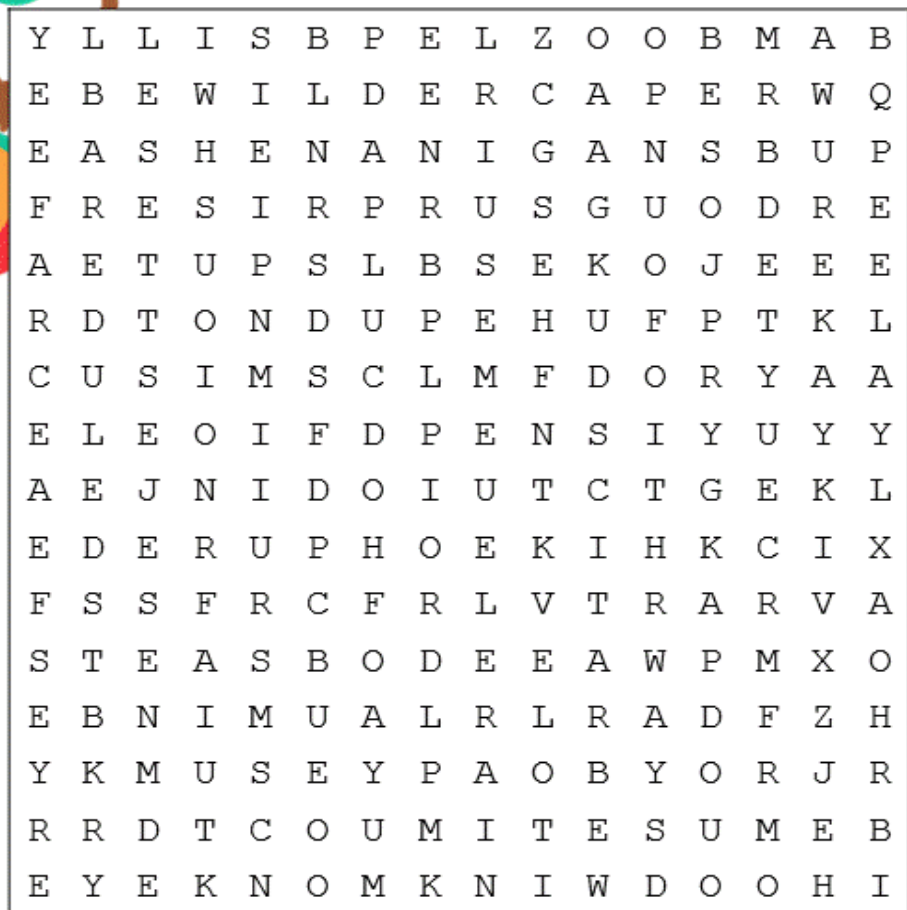 Y L L I S B P E L Z O O B M A B
E B E W I L D E R C A P E R W Q
E A S H E N A N I G A N S B U P
F R E S I R P R U S G U O D R E
A E T U P S L B S E K O J E E E
R D T O N D U P E H U F P T K L
C U S I M S C L M F D O R Y A A
E L E O I F D P E N S I Y U Y Y
A E J N I D O I U T C T G E K L
E D E R U P H O E K I H K C I X
F S S F R C F R L V T R A R V A
S T E A S B O D E E A W P M X O
E B N I M U A L R L R A D F Z H
Y K M U S E Y P A O B Y O R J R
R R D T C O U M I T E S U M E B
E Y E K N O M K N I W D O O H I